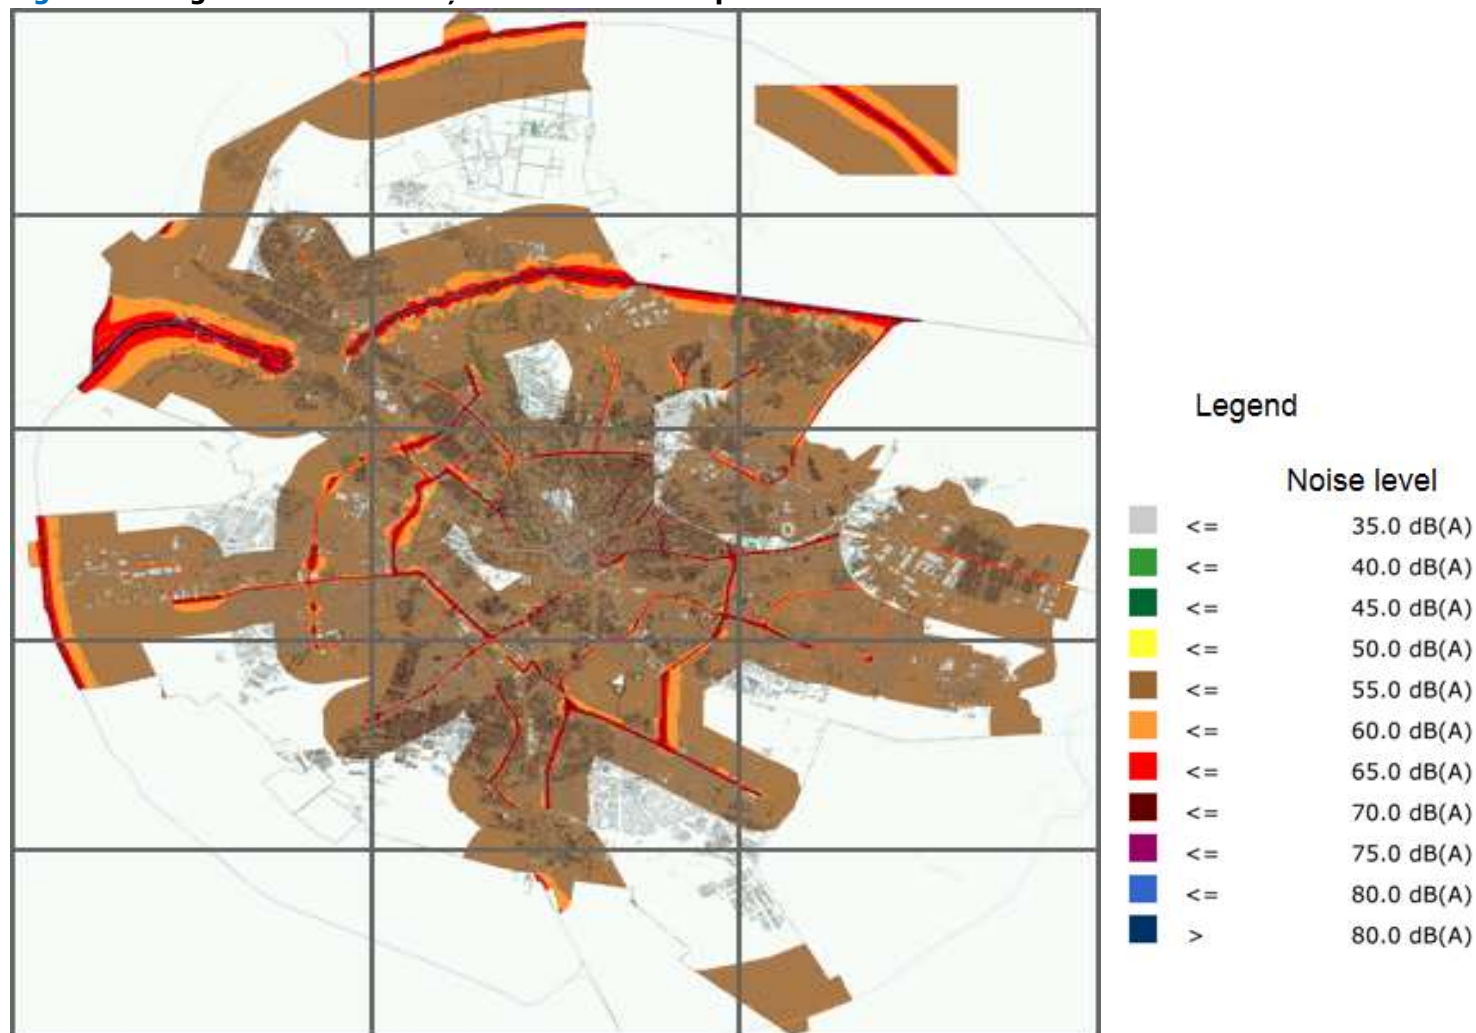 Legend
Noise level
<= 35.0 dB(A)
<= 40.0 dB(A)
<= 45.0 dB(A)
<= 50.0 dB(A)
<= 55.0 dB(A)
<= 60.0 dB(A)
<= 65.0 dB(A)
<= 70.0 dB(A)
<= 75.0 dB(A)
<= 80.0 dB(A)
> 80.0 dB(A)